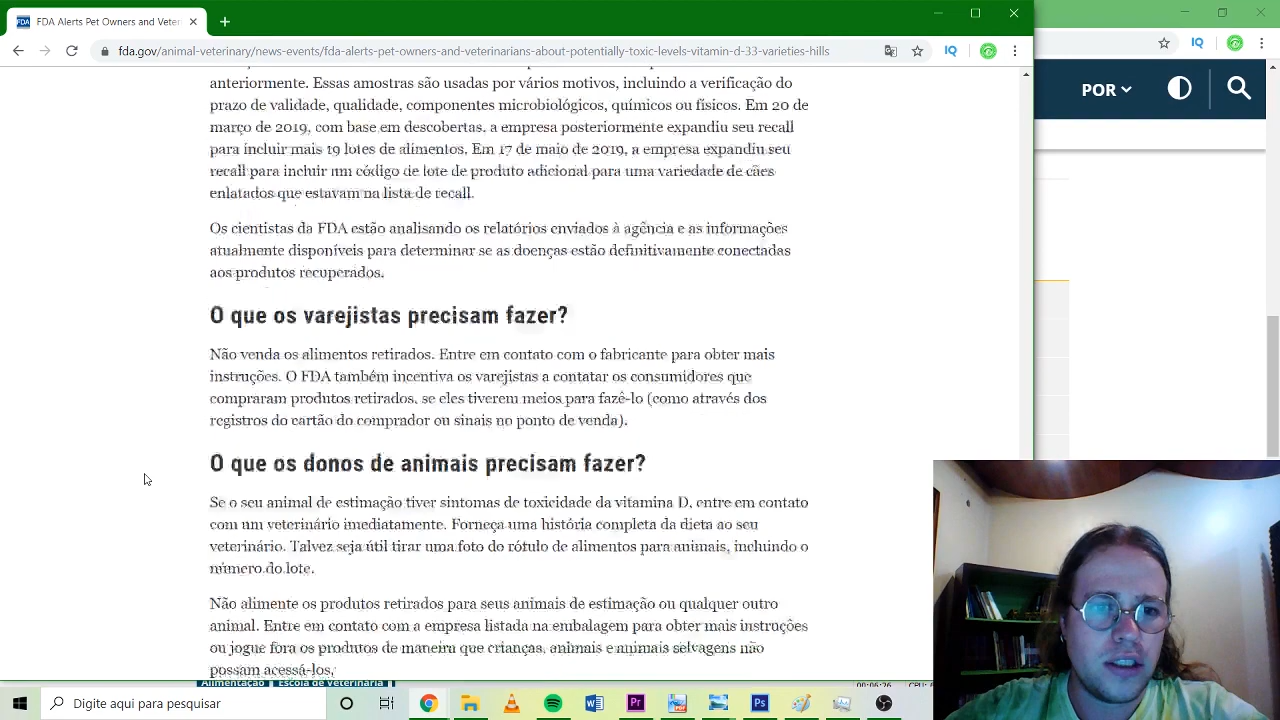 FDA Alerts Pet Owners and Veter
fda.gov/animal-veterinary/news-events/fda-alerts-pet-owners-and-veterinarians-about-potentially-toxic-levels-vitamin-d-33-varieties-hills
IQ
IQ
POR
anteriormente. Essas amostras são usadas por vários motivos, incluindo a verificação do
prazo de validade, qualidade, componentes microbiológicos, químicos ou físicos. Em 20 de
março de 2019, com base em descobertas. a empresa posteriormente expandiu seu recall
para incluir mais 19 lotes de alimentos. Em 17 de maio de 2019, a empresa expandiu seu
recall para incluir um código de lote de produto adicional para uma variedade de cães
enlatados que estavam na lista de recall.
Os cientistas da FDA estão analisando os relatórios enviados à agência e as informações
atualmente disponíveis para determinar se as doenças estão definitivamente conectadas
aos produtos recuperados.
O que os varejistas precisam fazer?
Não venda os alimentos retirados. Entre em contato com o fabricante para obter mais
instruções. O FDA também incentiva os varejistas a contatar os consumidores que
compraram produtos retirados, se eles tiverem meios para fazê-lo (como através dos
registros do cartão do comprador ou sinais no ponto de venda).
O que os donos de animais precisam fazer?
Se o seu animal de estimação tiver sintomas de toxicidade da vitamina D, entre em contato
com um veterinário imediatamente. Forneça uma história completa da dieta ao seu
veterinário. Talvez seja útil tirar uma foto do rótulo de alimentos para animais, incluindo o
número do lote.
Não alimente os produtos retirados para seus animais de estimação ou qualquer outro
animal. Entre em contato com a empresa listada na embalagem para obter mais instruções
ou jogue fora os produtos de maneira que crianças, animais e animais selvagens não
possam acessá-los.
Alimentação
Escola de Veterinária
Digite aqui para pesquisar